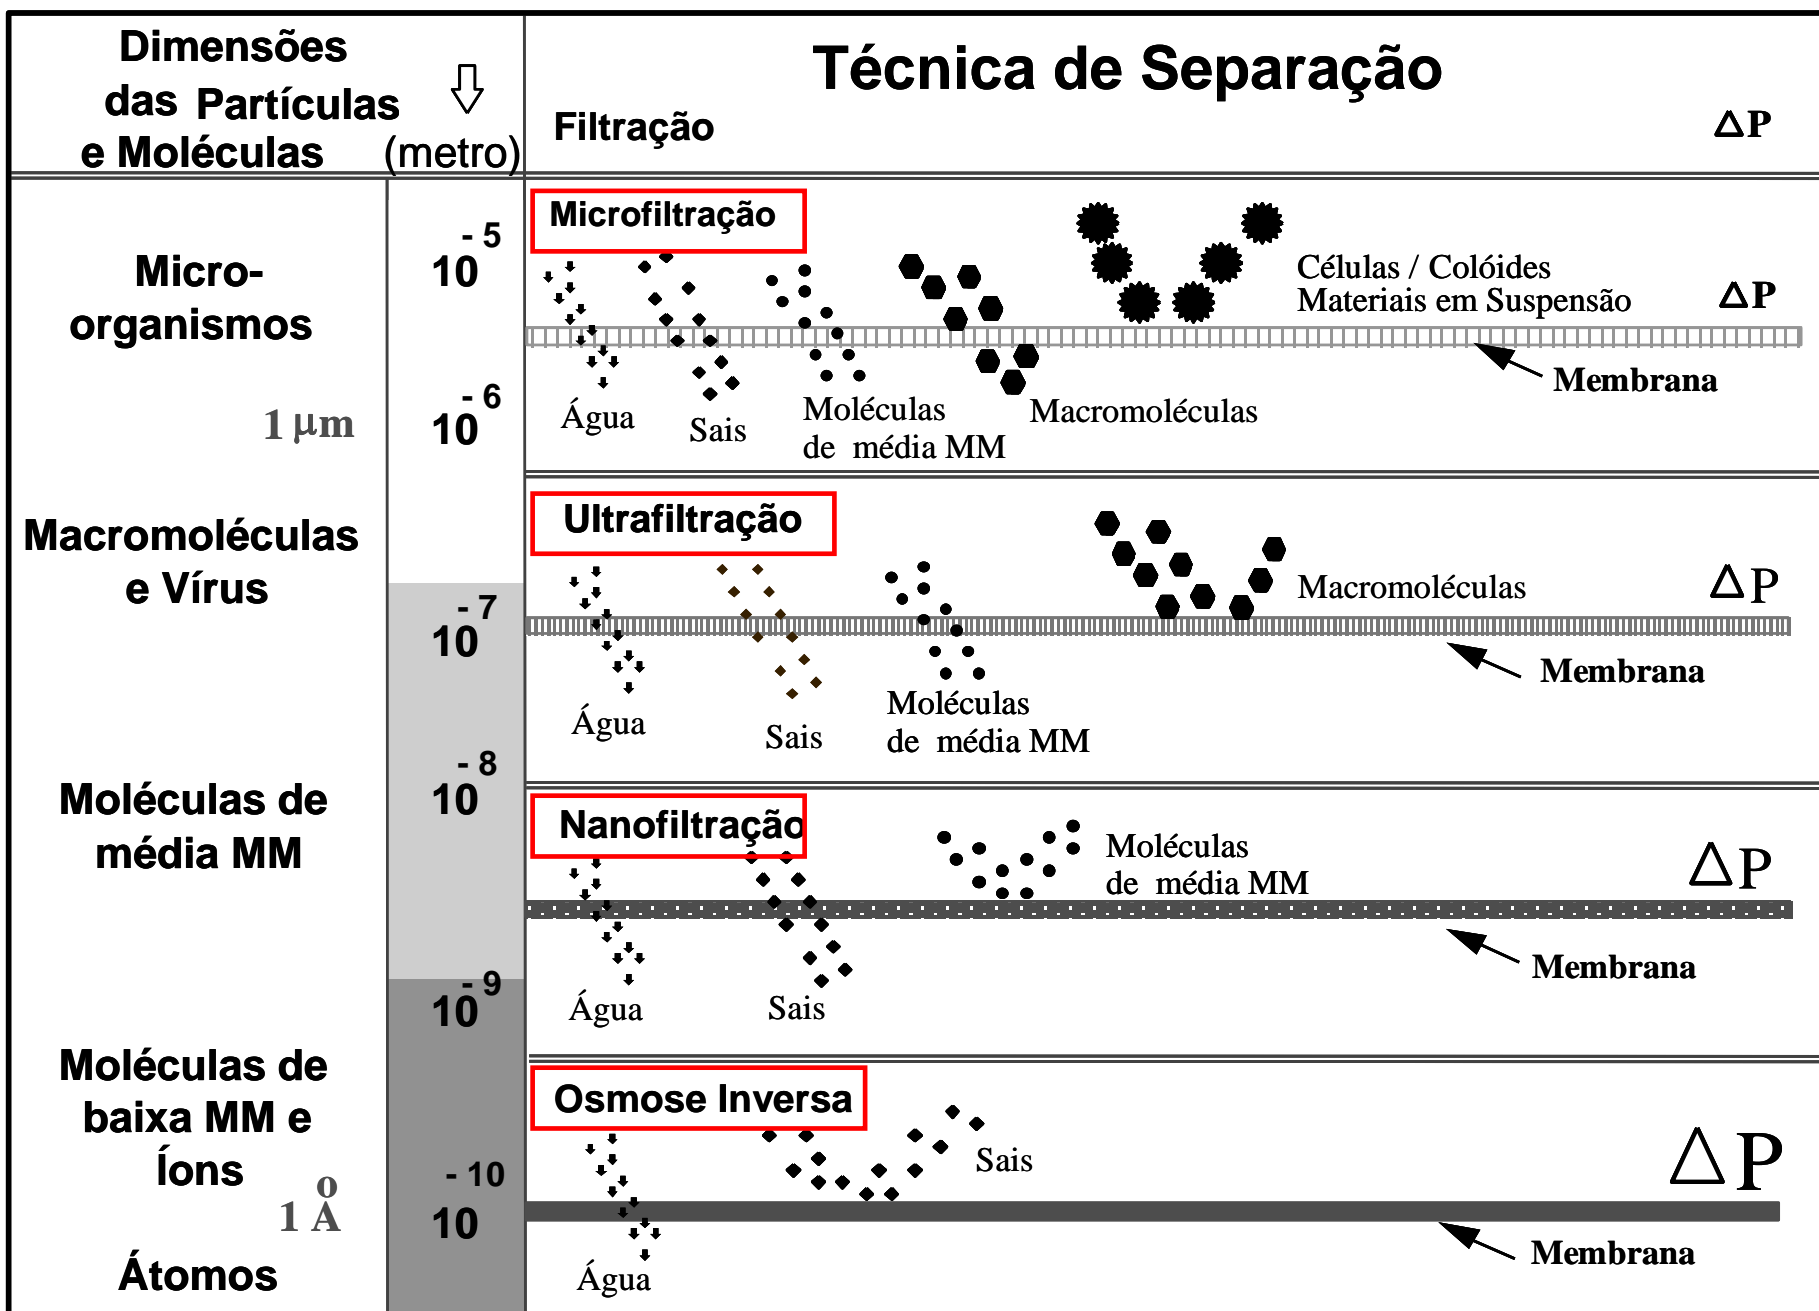 Dimensões
das Partículas
e Moléculas
(metro)
Técnica de Separação
Filtração
ΔP
Micro-
organismos
1 μm
10 - 5
10 - 6
Microfiltração
Células / Colóides
Materiais em Suspensão
ΔP
Membrana
Água
Sais
Moléculas
de média MM
Macromoléculas
Macromoléculas
e Vírus
10 - 7
Ultrafiltração
Macromoléculas
ΔP
Membrana
Água
Sais
Moléculas
de média MM
Moléculas de
média MM
10 - 8
10 - 9
Nanofiltração
Moléculas
de média MM
ΔP
Membrana
Água
Sais
Moléculas de
baixa MM e
Íons
1 Å
Átomos
10 - 10
Osmose Inversa
Sais
ΔP
Membrana
Água